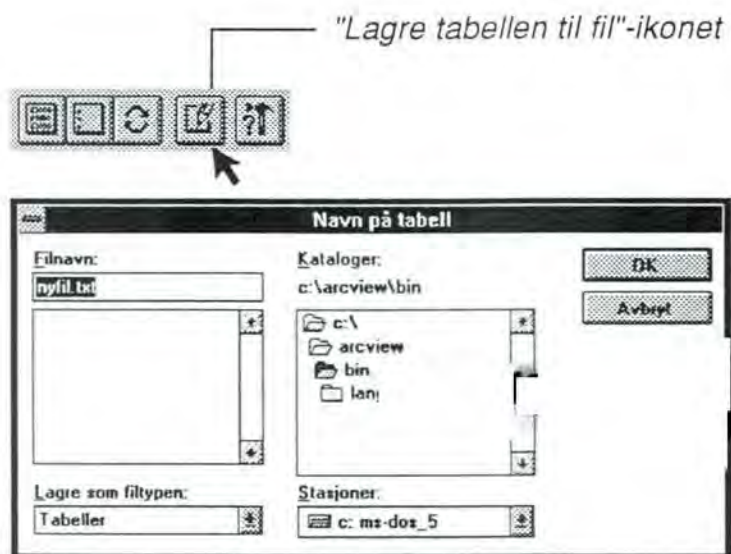 "Lagre tabellen til fil"-ikonet
Navn på tabell
Filnavn:
nyfil.txt
Kataloger:
c:\arcview\bin
OK
Avbryt
c:\
arcview
bin
Lagre som filtypen:
Tabeller
Stasjoner:
c: ms-dos_5